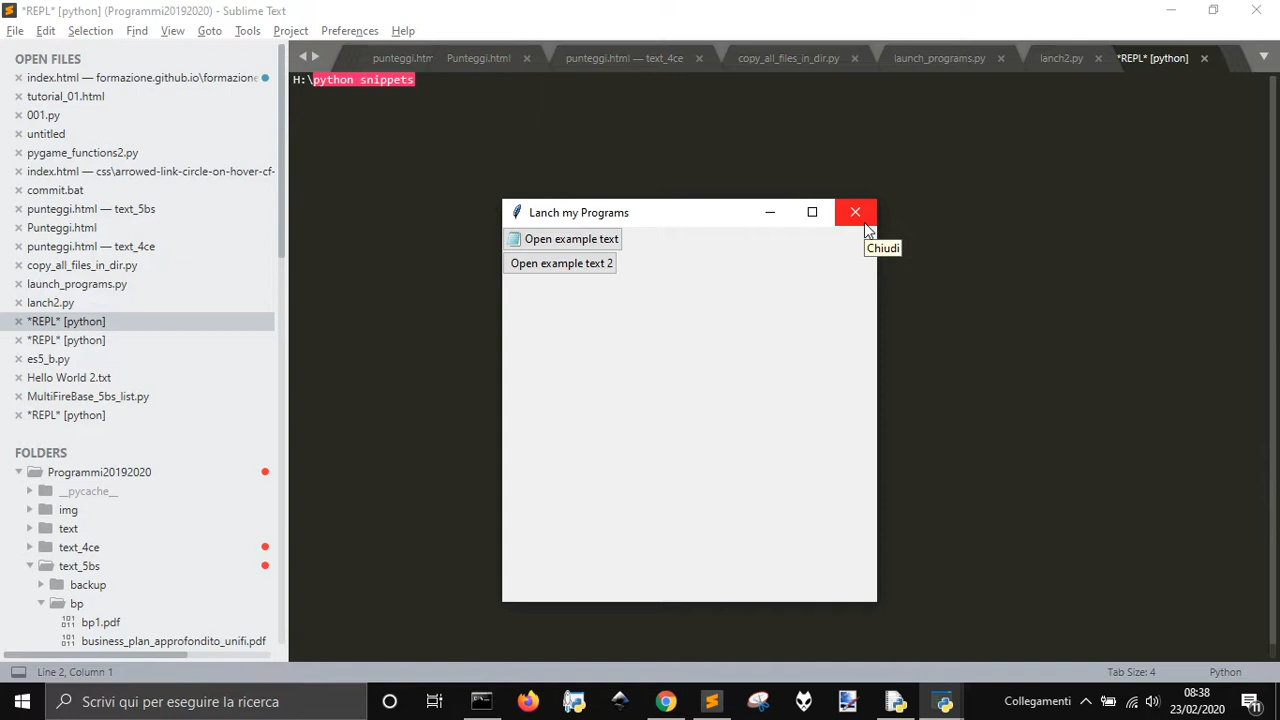 *REPL* [python] (Programmi20192020) - Sublime Text
File Edit Selection Find View Goto Tools Project Preferences Help
OPEN FILES
index.html — formazione.github.io\formazione
tutorial_01.html
001.py
untitled
pygame_functions2.py
index.html — css\arrowed-link-circle-on-hover-cf-
commit.bat
punteggi.html — text_5bs
Punteggi.html
punteggi.html — text_4ce
copy_all_files_in_dir.py
launch_programs.py
lanch2.py
*REPL* [python]
*REPL* [python]
es5_b.py
Hello World 2.txt
MultiFireBase_5bs_list.py
*REPL* [python]
FOLDERS
Programmi20192020
__pycache__
img
text
text_4ce
text_5bs
backup
bp
bp1.pdf
business_plan_approfondito_unifi.pdf
punteggi.htm Punteggi.html punteggi.html — text_4ce copy_all_files_in_dir.py launch_programs.py lanch2.py *REPL* [python]
H:\python snippets
Lanch my Programs
Chiudi
Open example text
Open example text 2
Line 2, Column 1 Tab Size: 4 Python
Scrivi qui per eseguire la ricerca
Collegamenti
08:38
23/02/2020
11